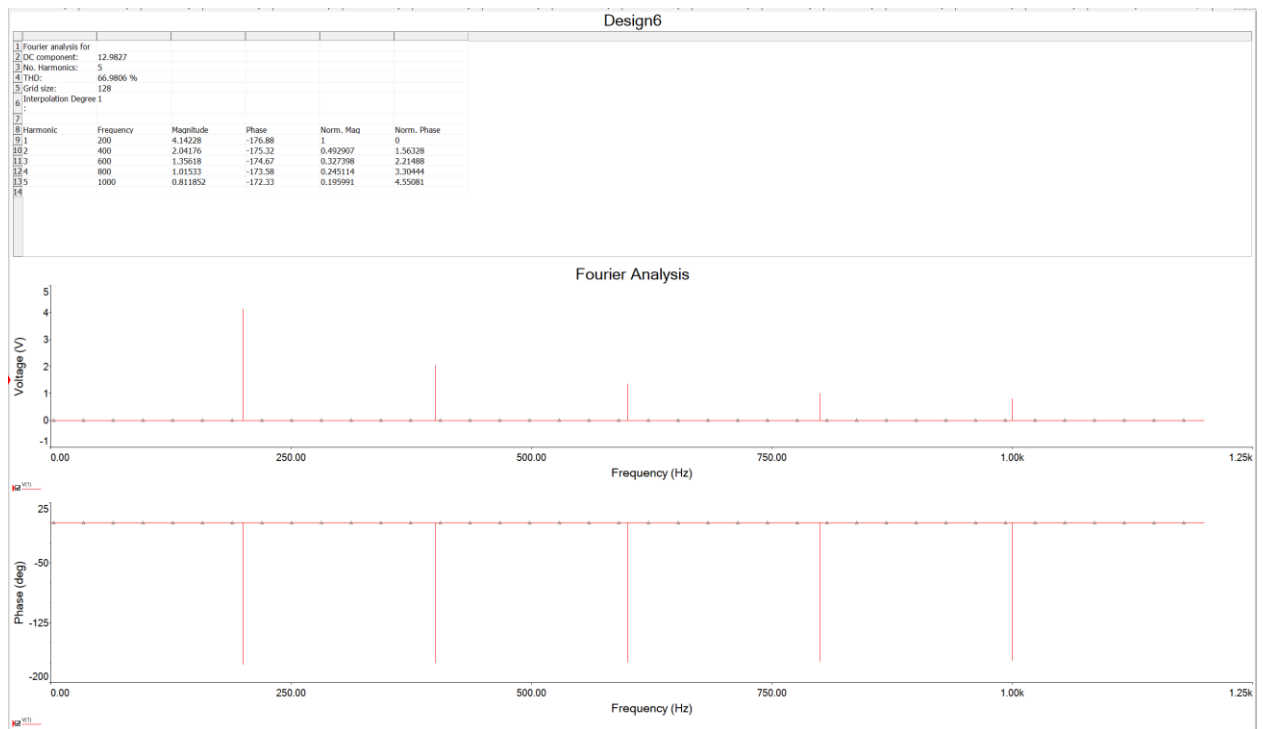 Design6
1 Fourier analysis for
2 DC component: 12.9827
3 No. Harmonics: 5
4 THD: 66.9806 %
5 Grid size: 128
6 Interpolation Degree 1
:
7
8 Harmonic Frequency Magnitude Phase Norm. Mag Norm. Phase
9 1 200 4.14228 -176.88 1 0
10 2 400 2.04176 -175.32 0.492907 1.56328
11 3 600 1.35618 -174.67 0.327398 2.21488
12 4 800 1.01533 -173.58 0.245114 3.30444
13 5 1000 0.811852 -172.33 0.195991 4.55081
14
Fourier Analysis
Voltage (V)
5
4
3
2
1
0
-1
0.00 250.00 500.00 750.00 1.00k 1.25k
Frequency (Hz)
V(1)
Phase (deg)
25
-50
-125
-200
0.00 250.00 500.00 750.00 1.00k 1.25k
Frequency (Hz)
V(1)